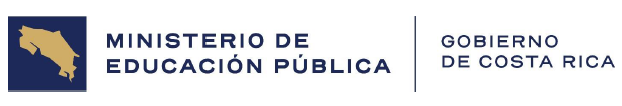 MINISTERIO DE
EDUCACIÓN PÚBLICA
GOBIERNO
DE COSTA RICA